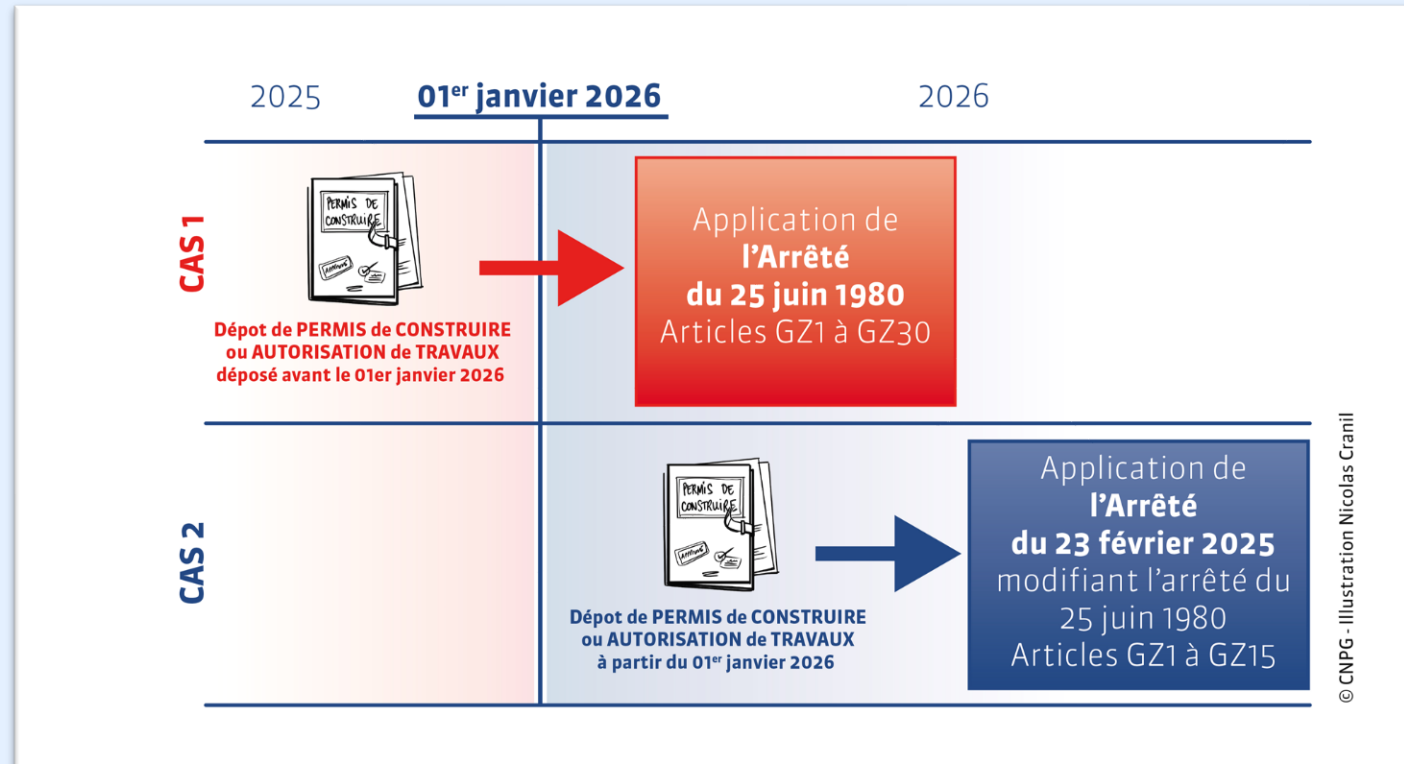 2025
01er janvier 2026
2026
CAS 1
PERMIS DE
CONSTRUIRE
Dépot de PERMIS de CONSTRUIRE
ou AUTORISATION de TRAVAUX
déposé avant le 01er janvier 2026
Application de
l'Arrêté
du 25 juin 1980
Articles GZ1 à GZ30
CAS 2
PERMIS DE
CONSTRUIRE
Dépot de PERMIS de CONSTRUIRE
ou AUTORISATION de TRAVAUX
à partir du 01er janvier 2026
Application de
l'Arrêté
du 23 février 2025
modifiant l'arrêté du
25 juin 1980
Articles GZ1 à GZ15
© CNPG - Illustration Nicolas Cranil